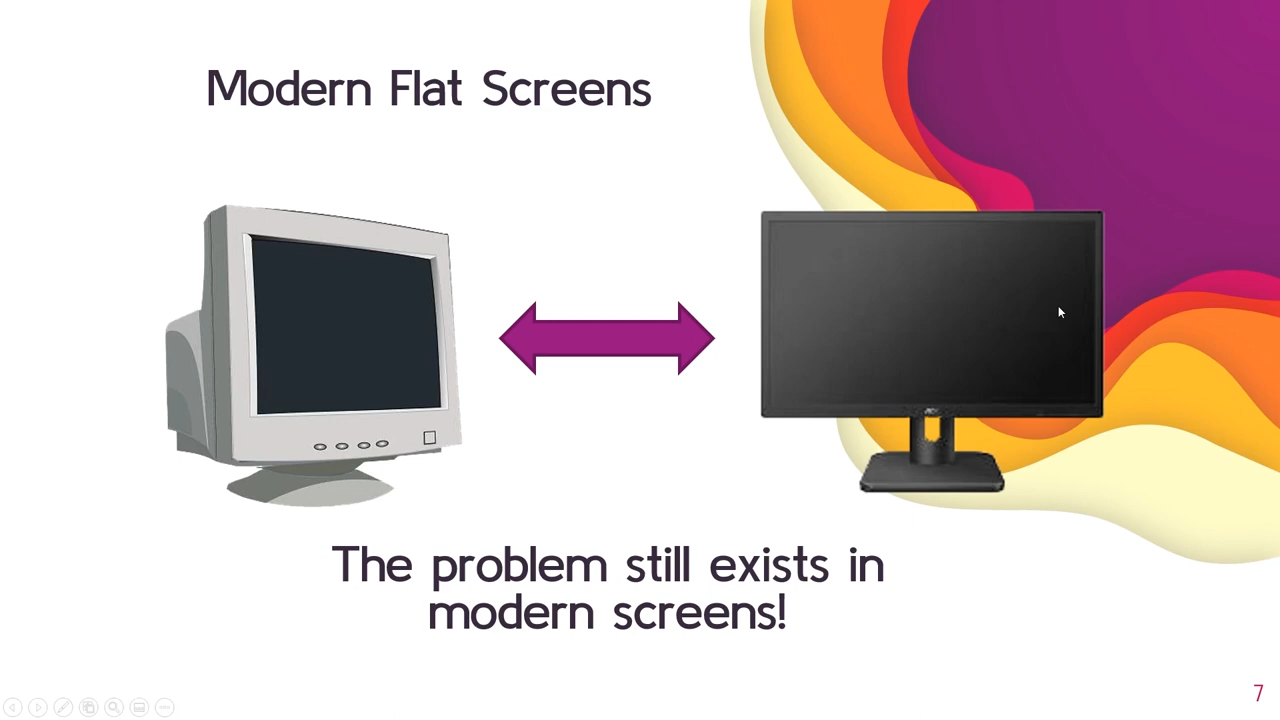 Modern Flat Screens
The problem still exists in
modern screens!
7